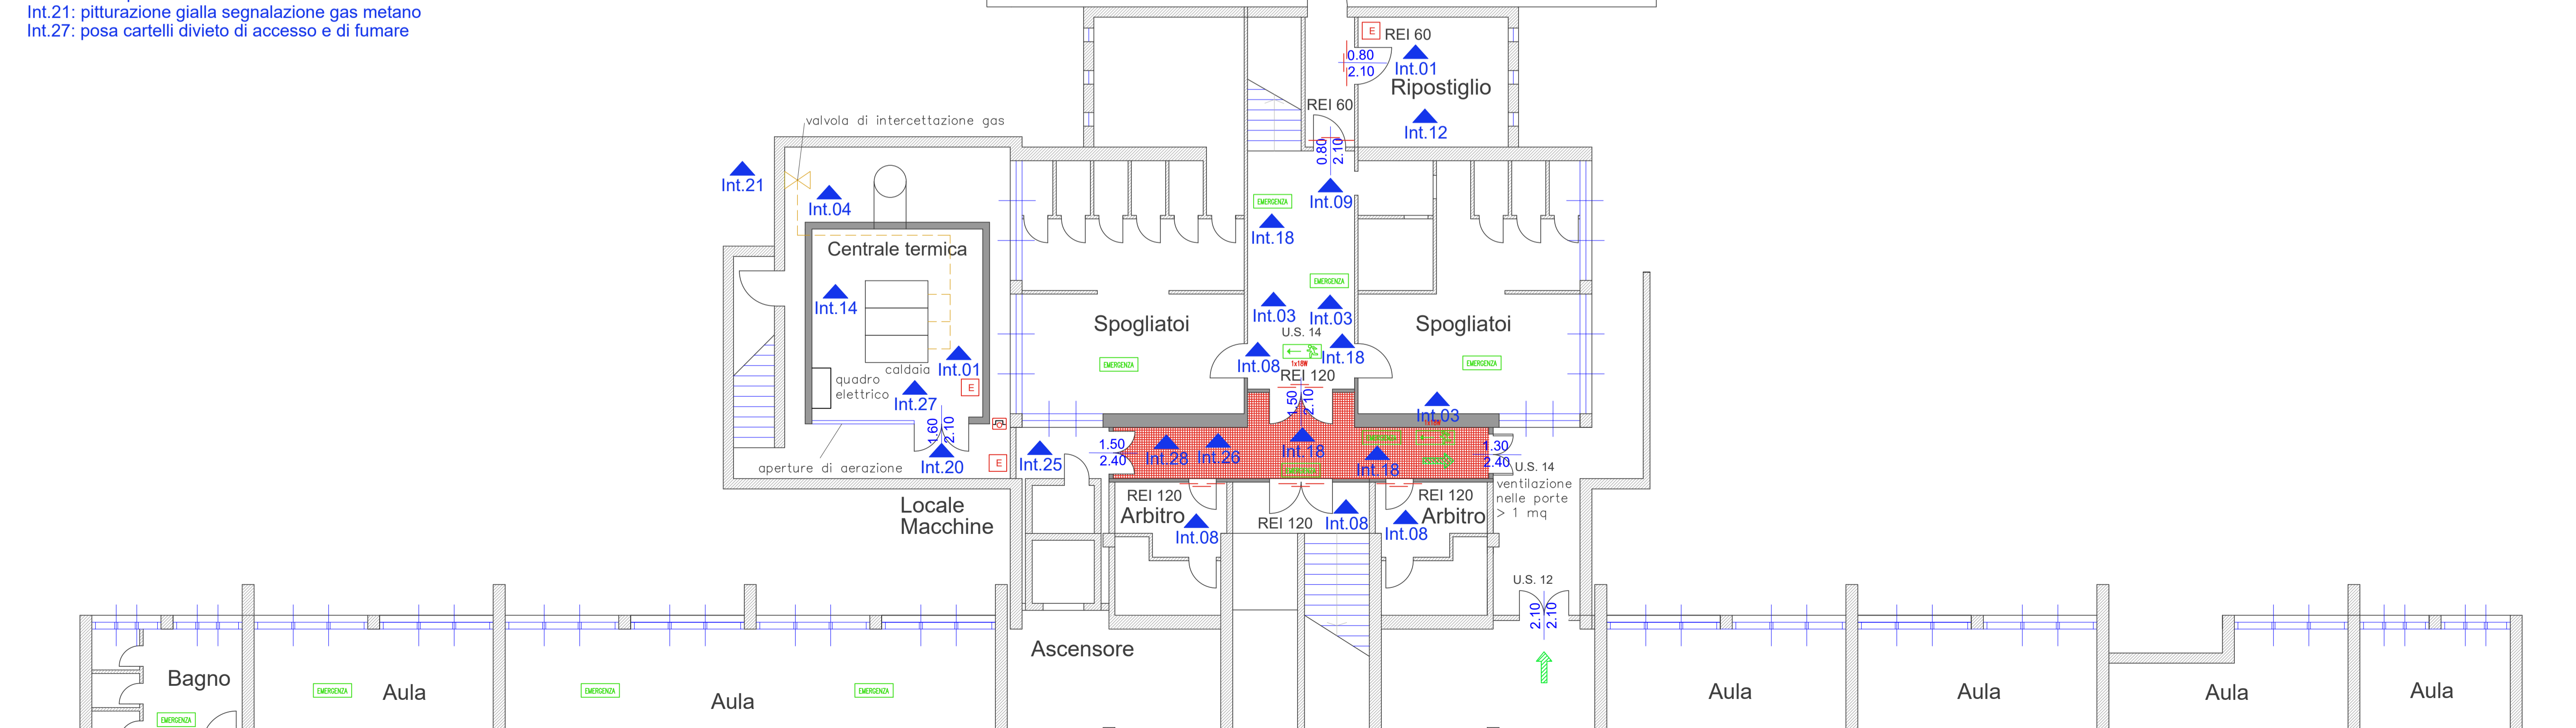 Int.21: pitturazione gialla segnalazione gas metano
Int.27: posa cartelli divieto di accesso e di fumare
E
REI 60
0.80
2.10
Int.01
Ripostiglio
REI 60
Int.12
valvola di intercettazione gas
0.80
2.10
Int.21
Int.04
EMERGENZA
Int.09
Int.18
Centrale termica
EMERGENZA
Int.14
Int.03
Int.03
Spogliatoi
Spogliatoi
U.S. 14
EMERGENZA
Int.08
Int.18
EMERGENZA
1x18W
caldaia
Int.01
REI 120
quadro
elettrico
E
Int.27
1.50
2.10
Int.03
1.60
2.10
Int.20
E
Int.25
1.50
2.40
Int.28
Int.26
Int.18
Int.18
1.30
2.40
aperture di aerazione
U.S. 14
ventilazione
nelle porte
> 1 mq
Locale
Macchine
REI 120
Arbitro
Int.08
REI 120
Int.08
REI 120
Arbitro
Int.08
U.S. 12
2.10
2.10
Ascensore
Bagno
EMERGENZA
EMERGENZA
Aula
EMERGENZA
Aula
EMERGENZA
Aula
Aula
Aula
Aula